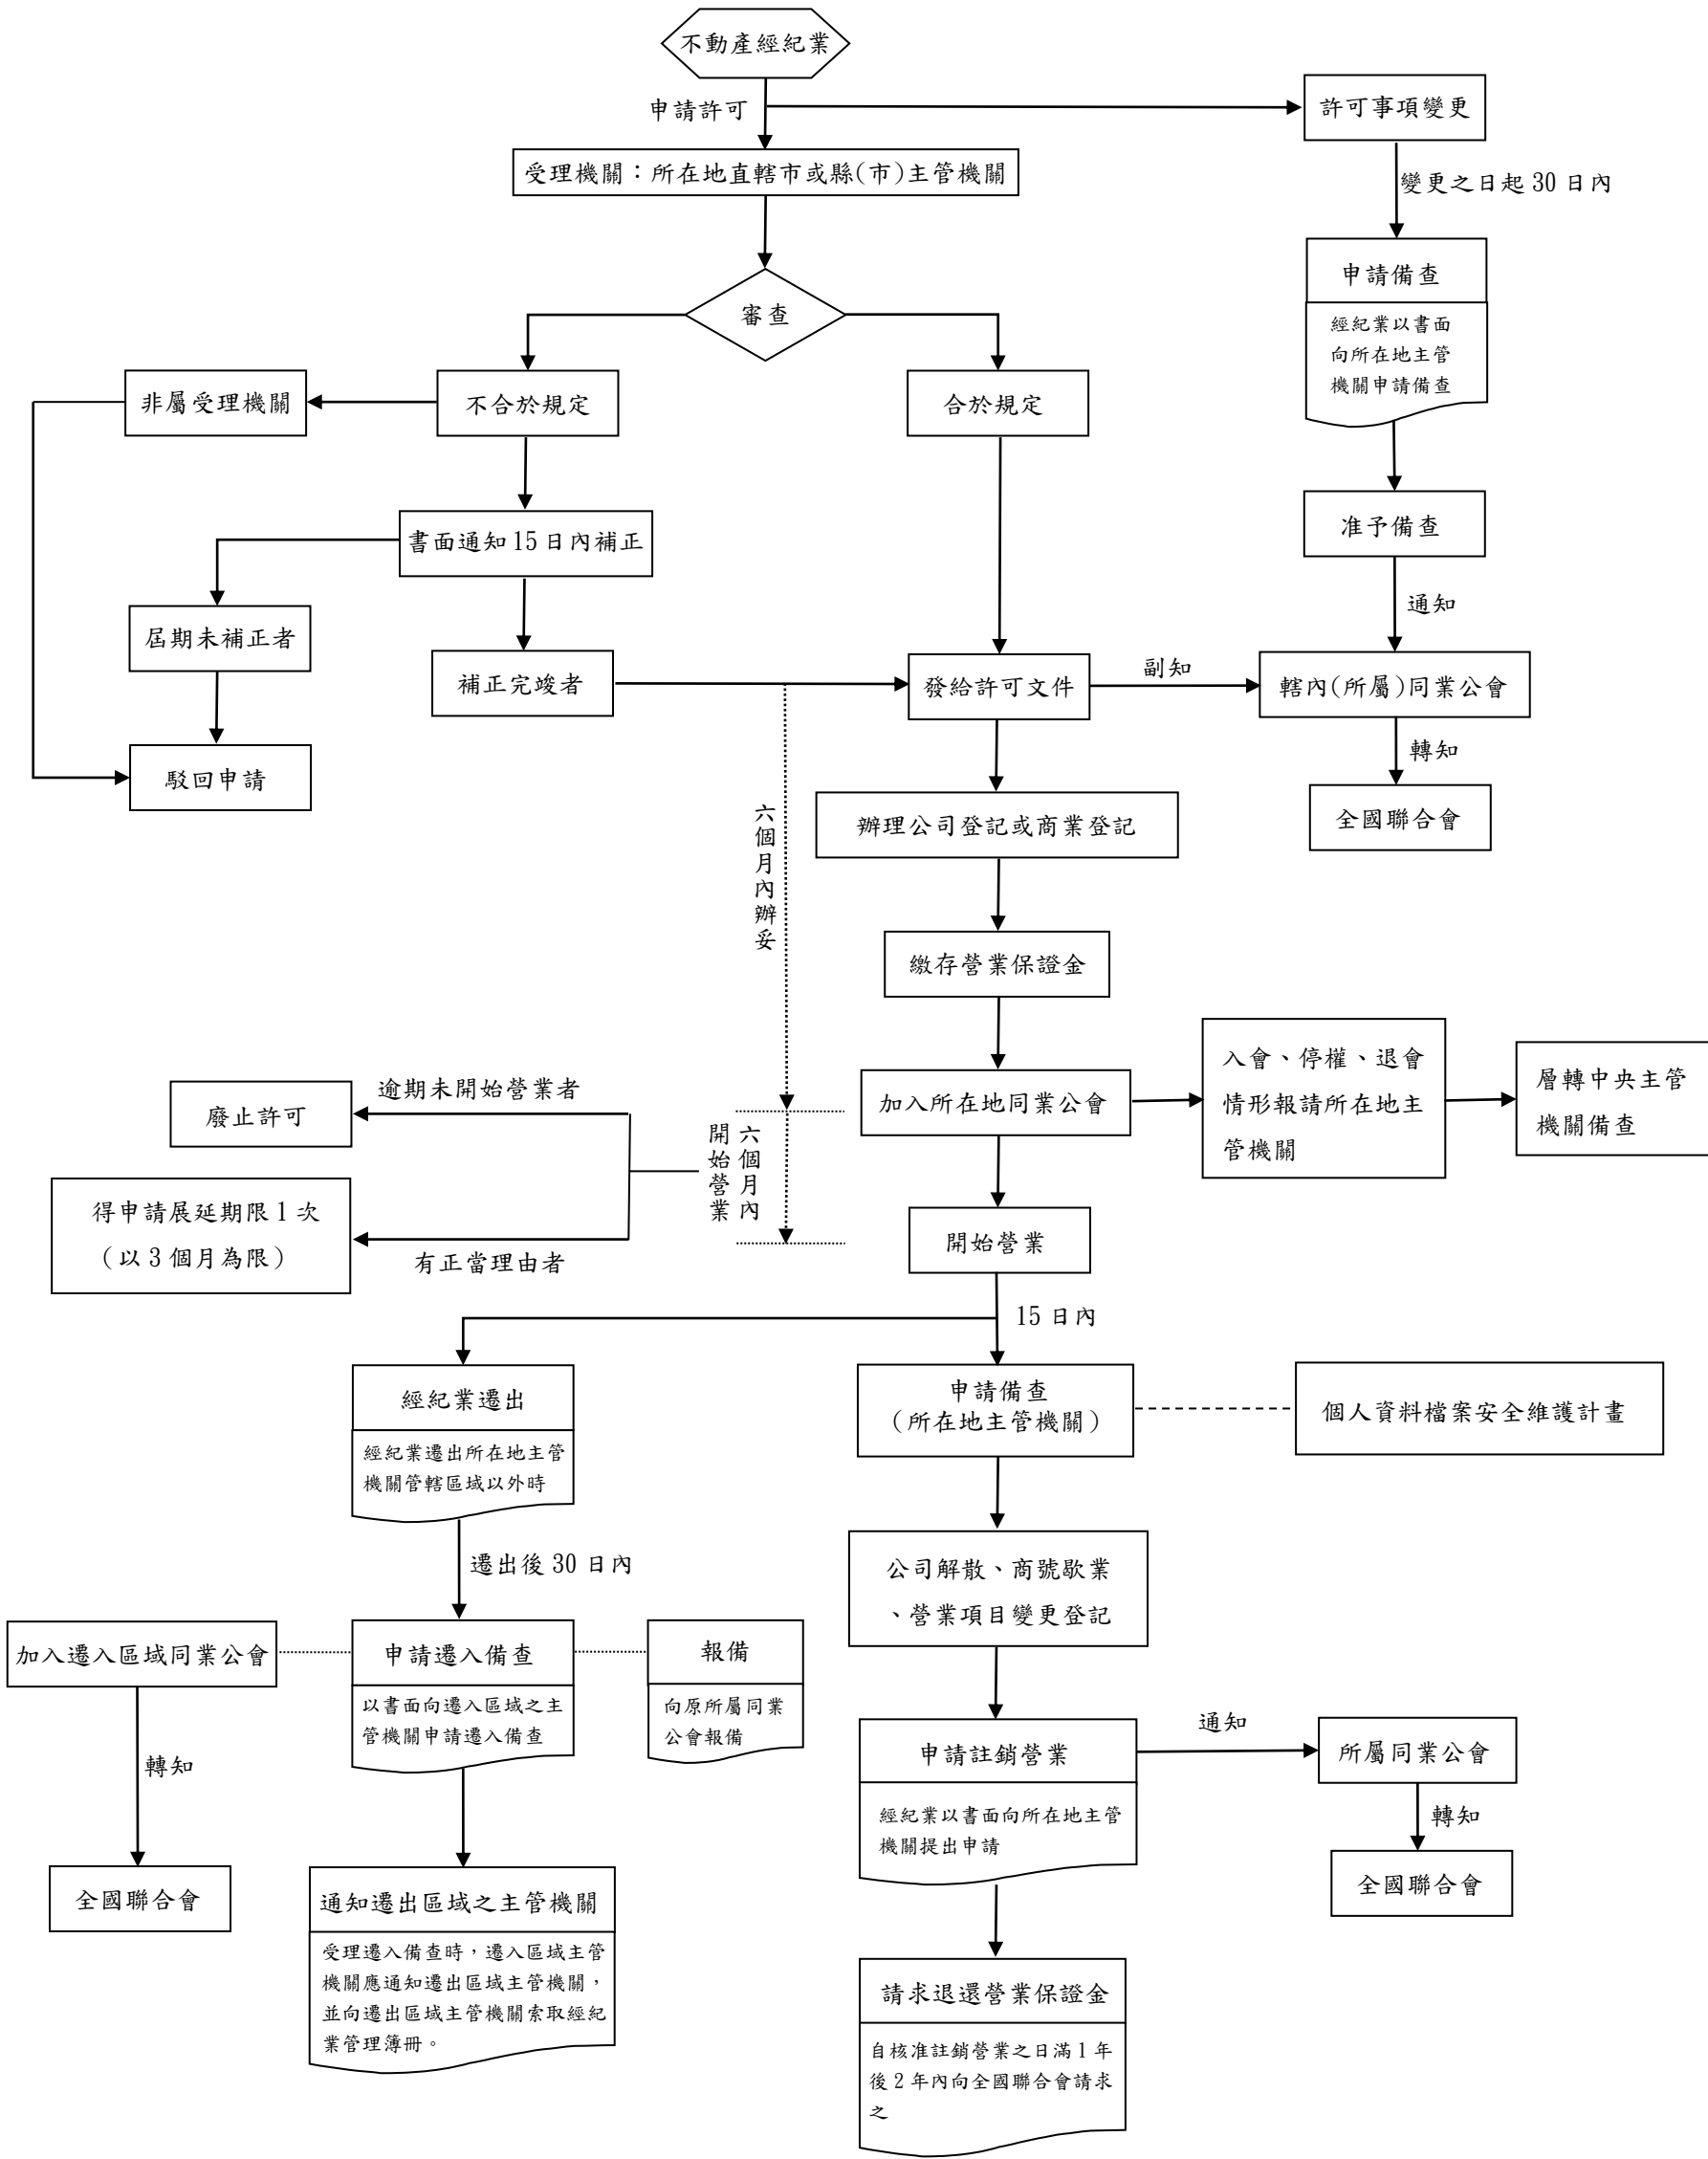 不動產經紀業
申請許可
許可事項變更
受理機關：所在地直轄市或縣(市)主管機關
變更之日起 30 日內
審查
申請備查
經紀業以書面
向所在地主管
機關申請備查
非屬受理機關
不合於規定
合於規定
准予備查
書面通知 15 日內補正
通知
屆期未補正者
補正完竣者
發給許可文件
副知
轄內(所屬)同業公會
駁回申請
轉知
全國聯合會
六個月內辦妥
辦理公司登記或商業登記
繳存營業保證金
加入所在地同業公會
入會、停權、退會
情形報請所在地主
管機關
層轉中央主管
機關備查
逾期未開始營業者
廢止許可
六個月內
開始營業
得申請展延期限 1 次
（以 3 個月為限）
有正當理由者
開始營業
15 日內
經紀業遷出
經紀業遷出所在地主管
機關管轄區域以外時
申請備查
（所在地主管機關）
個人資料檔案安全維護計畫
遷出後 30 日內
公司解散、商號歇業
、營業項目變更登記
加入遷入區域同業公會
申請遷入備查
以書面向遷入區域之主
管機關申請遷入備查
報備
向原所屬同業
公會報備
轉知
申請註銷營業
經紀業以書面向所在地主管
機關提出申請
通知
所屬同業公會
轉知
全國聯合會
全國聯合會
通知遷出區域之主管機關
受理遷入備查時，遷入區域主管
機關應通知遷出區域主管機關，
並向遷出區域主管機關索取經紀
業管理簿冊。
請求退還營業保證金
自核准註銷營業之日滿 1 年
後 2 年內向全國聯合會請求
之